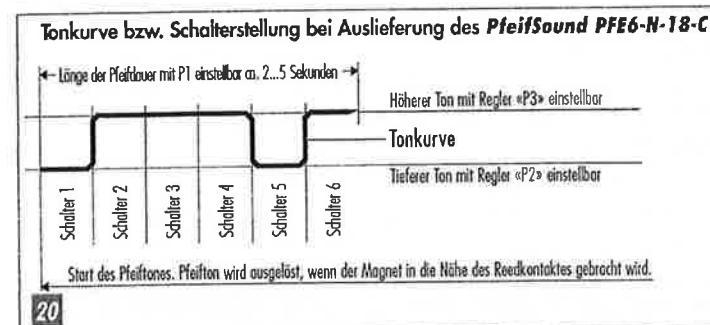 Tonkurve bzw. Schalterstellung bei Auslieferung des PfeifSound PFE6-N-18-C
Länge der Pfeifdauer mit P1 einstellbar ca. 2...5 Sekunden
Höherer Ton mit Regler «P3» einstellbar
Tonkurve
Tieferer Ton mit Regler «P2» einstellbar
Schalter 1
Schalter 2
Schalter 3
Schalter 4
Schalter 5
Schalter 6
Start des Pfeiftones. Pfeifton wird ausgelöst, wenn der Magnet in die Nähe des Reedkontaktes gebracht wird.
20